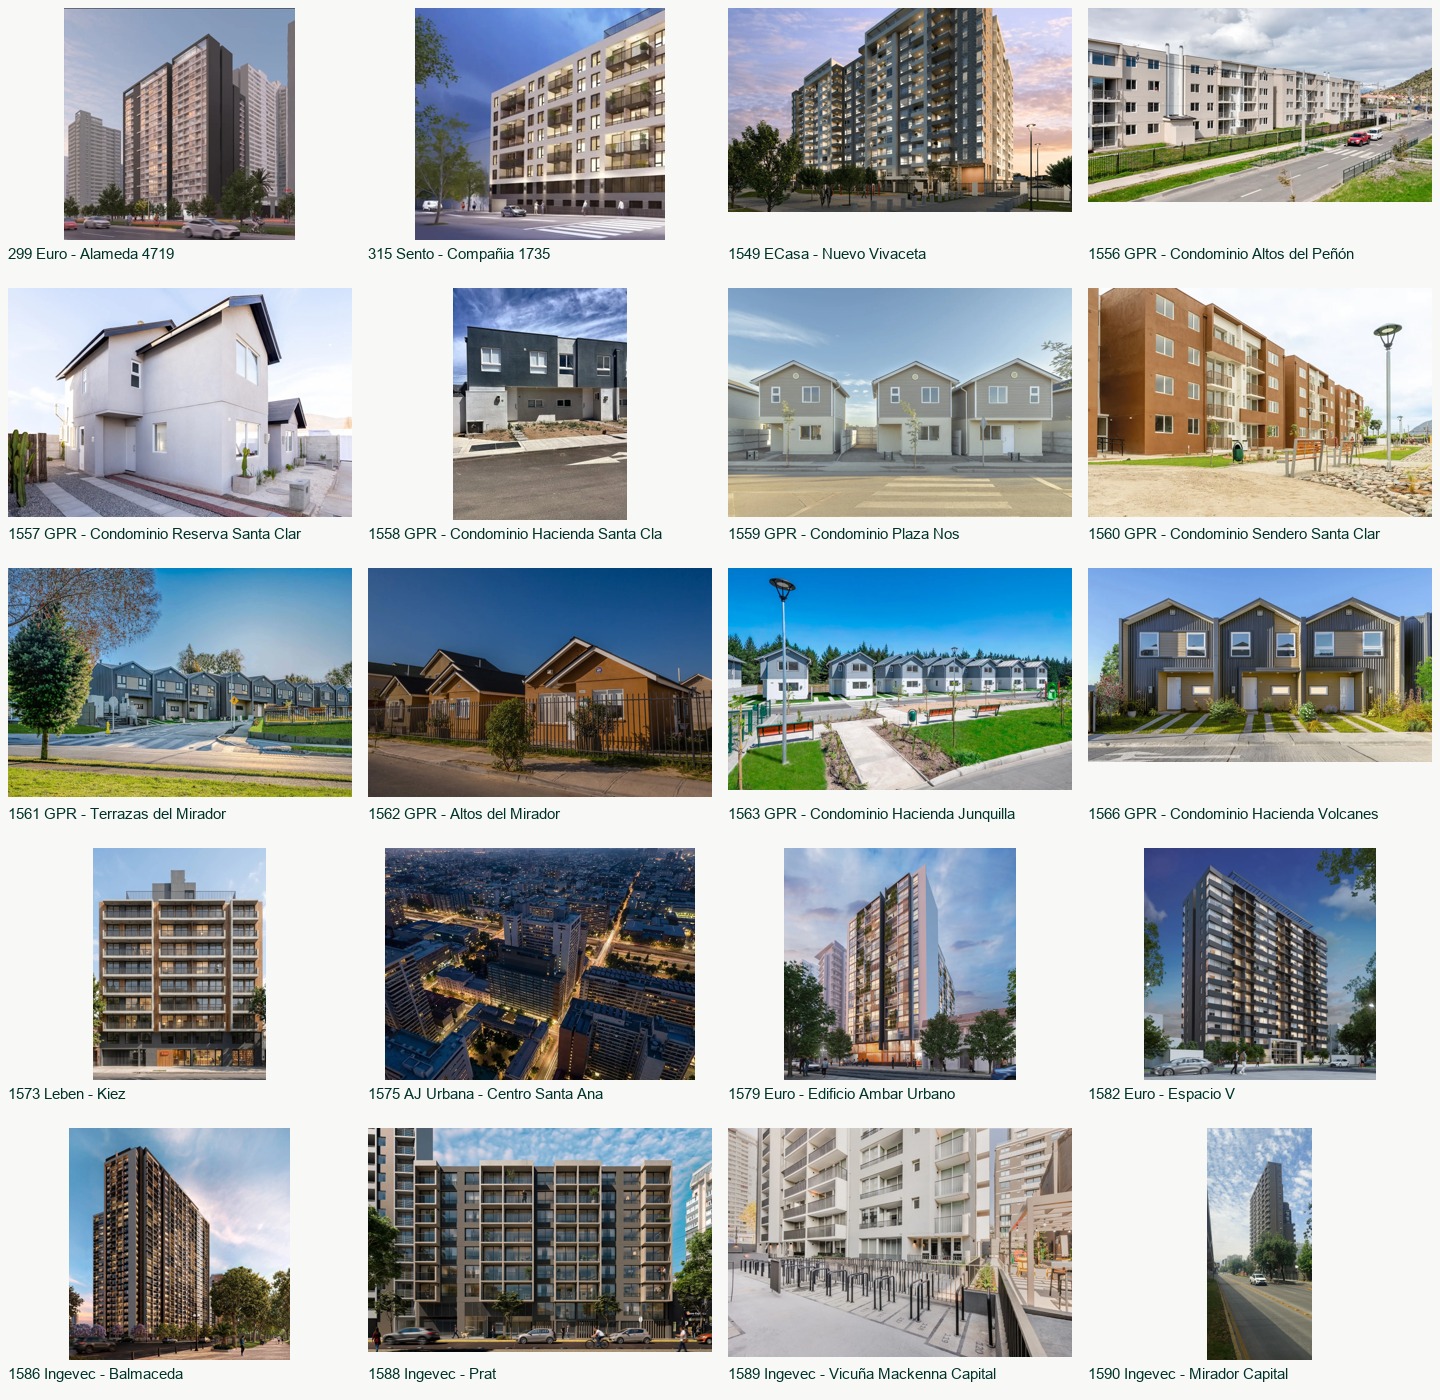 299 Euro - Alameda 4719
315 Sento - Compañia 1735
1549 ECasa - Nuevo Vivaceta
1556 GPR - Condominio Altos del Peñón
1557 GPR - Condominio Reserva Santa Clar
1558 GPR - Condominio Hacienda Santa Cla
1559 GPR - Condominio Plaza Nos
1560 GPR - Condominio Sendero Santa Clar
1561 GPR - Terrazas del Mirador
1562 GPR - Altos del Mirador
1563 GPR - Condominio Hacienda Junquilla
1566 GPR - Condominio Hacienda Volcanes
1573 Leben - Kiez
1575 AJ Urbana - Centro Santa Ana
1579 Euro - Edificio Ambar Urbano
1582 Euro - Espacio V
1586 Ingevec - Balmaceda
1588 Ingevec - Prat
1589 Ingevec - Vicuña Mackenna Capital
1590 Ingevec - Mirador Capital